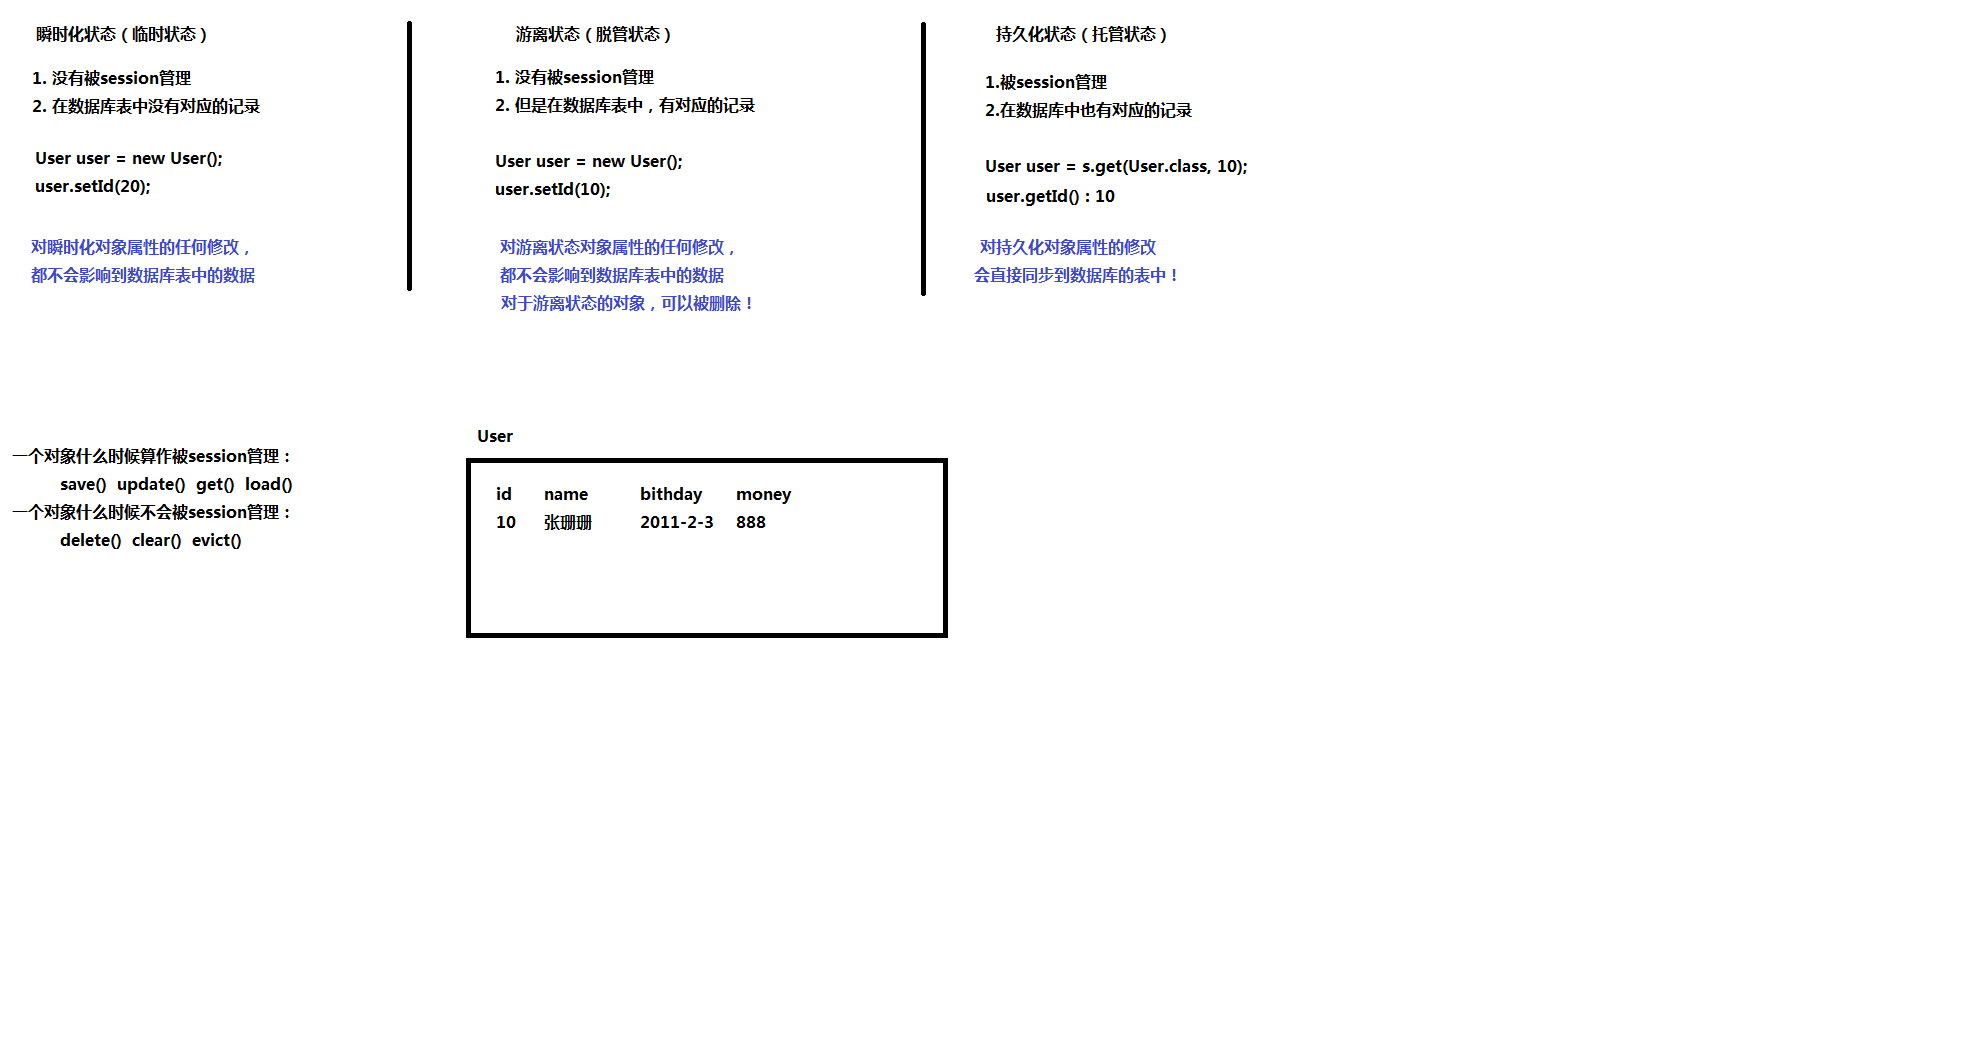 瞬时化状态（临时状态）
1. 没有被session管理
2. 在数据库表中没有对应的记录
User user = new User();
user.setId(20);
对瞬时化对象属性的任何修改，
都不会影响到数据库表中的数据
游离状态（脱管状态）
1. 没有被session管理
2. 但是在数据库表中，有对应的记录
User user = new User();
user.setId(10);
对游离状态对象属性的任何修改，
都不会影响到数据库表中的数据
对于游离状态的对象，可以被删除！
持久化状态（托管状态）
1.被session管理
2.在数据库中也有对应的记录
User user = s.get(User.class, 10);
user.getId() : 10
对持久化对象属性的修改
会直接同步到数据库的表中！
一个对象什么时候算作被session管理：
save() update() get() load()
一个对象什么时候不会被session管理：
delete() clear() evict()
User
id name bithday money
10 张珊珊 2011-2-3 888